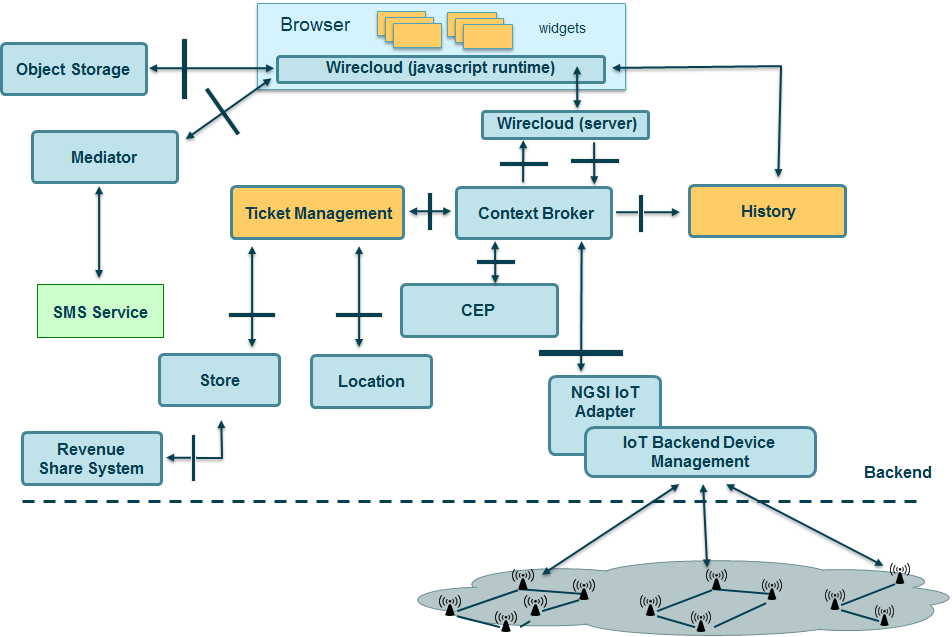 Browser
widgets
Wirecloud (javascript runtime)
Object Storage
Wirecloud (server)
Mediator
Ticket Management
Context Broker
History
SMS Service
CEP
Store
Location
NGSI IoT
Adapter
Revenue
Share System
IoT Backend Device
Management
Backend